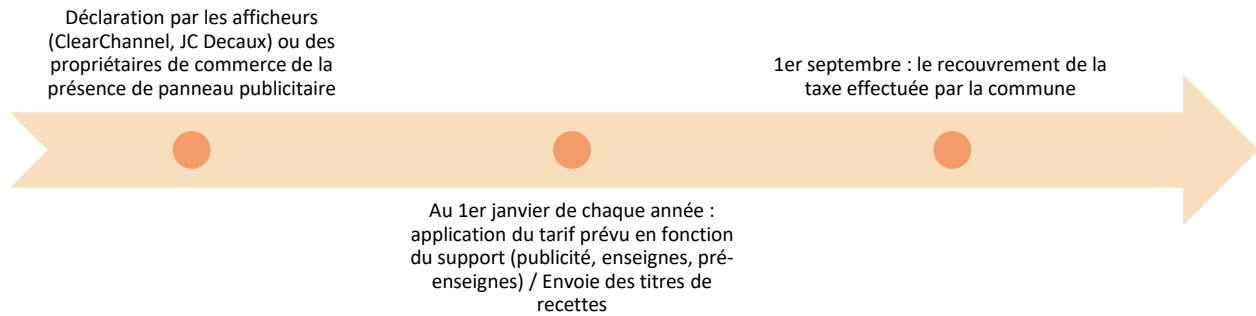 Déclaration par les afficheurs
(ClearChannel, JC Decaux) ou des
propriétaires de commerce de la
présence de panneau publicitaire
Au 1er janvier de chaque année :
application du tarif prévu en fonction
du support (publicité, enseignes, pré-
enseignes) / Envoie des titres de
recettes
1er septembre : le recouvrement de la
taxe effectuée par la commune